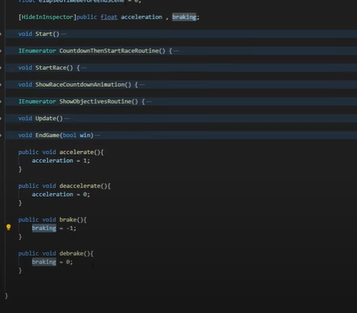 float elapsedTimeBeforeEndScene = 0;
[HideInInspector]public float acceleration , braking;
void Start()
IEnumerator CountdownThenStartRaceRoutine() {
void StartRace() {
void ShowRaceCountdownAnimation() {
IEnumerator ShowObjectivesRoutine() {
void Update()
void EndGame(bool win)
public void accelerate(){
acceleration = 1;
}
public void deaccelerate(){
acceleration = 0;
}
public void brake(){
braking = -1;
}
public void debrake(){
braking = 0;
}
}